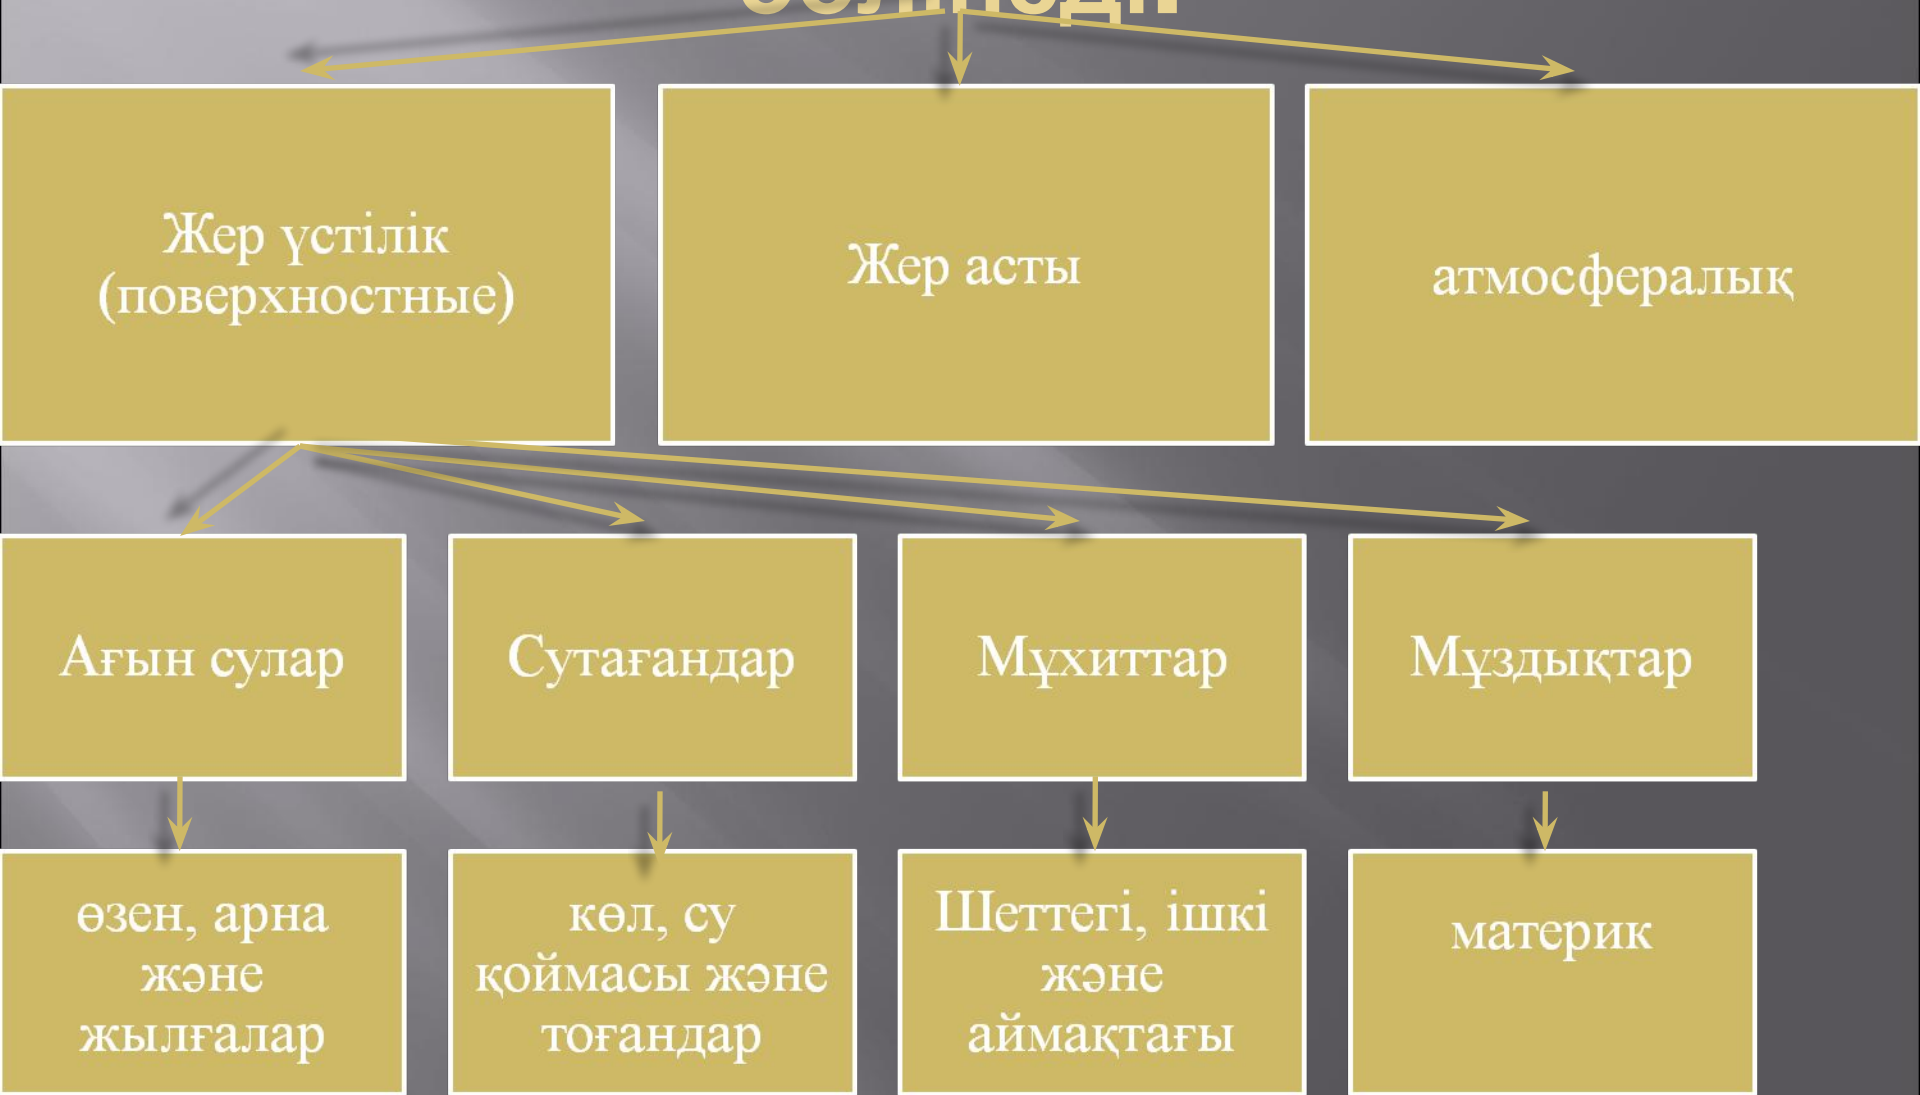 Жер үстілік
(поверхностные)
Жер асты
атмосфералық
Ағын сулар
Сутағандар
Мұхиттар
Мұздықтар
өзен, арна
және
жылғалар
көл, су
қоймасы және
тоғандар
Шеттегі, ішкі
және
аймақтағы
материк